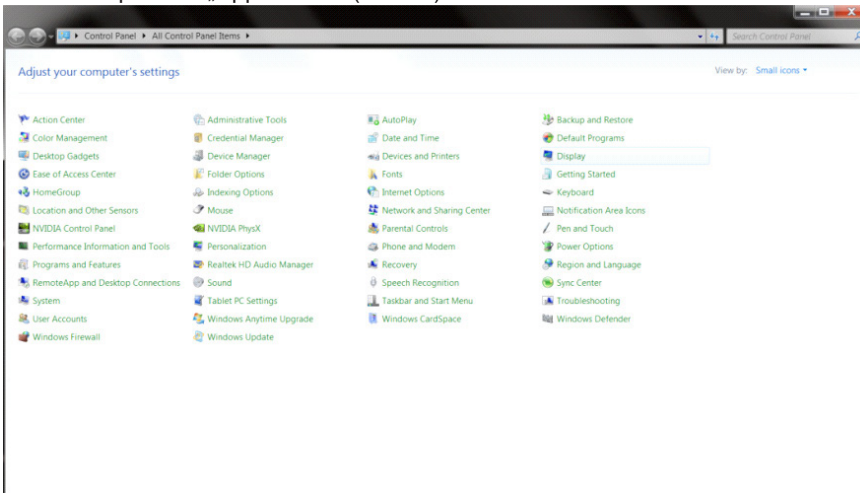 Control Panel ▸ All Control Panel Items ▸
Search Control Panel
Adjust your computer's settings
View by: Small icons
Action Center
Administrative Tools
AutoPlay
Backup and Restore
Color Management
Credential Manager
Date and Time
Default Programs
Desktop Gadgets
Device Manager
Devices and Printers
Display
Ease of Access Center
Folder Options
Fonts
Getting Started
HomeGroup
Indexing Options
Internet Options
Keyboard
Location and Other Sensors
Mouse
Network and Sharing Center
Notification Area Icons
NVIDIA Control Panel
NVIDIA PhysX
Parental Controls
Pen and Touch
Performance Information and Tools
Personalization
Phone and Modem
Power Options
Programs and Features
Realtek HD Audio Manager
Recovery
Region and Language
RemoteApp and Desktop Connections
Sound
Speech Recognition
Sync Center
System
Tablet PC Settings
Taskbar and Start Menu
Troubleshooting
User Accounts
Windows Anytime Upgrade
Windows CardSpace
Windows Defender
Windows Firewall
Windows Update